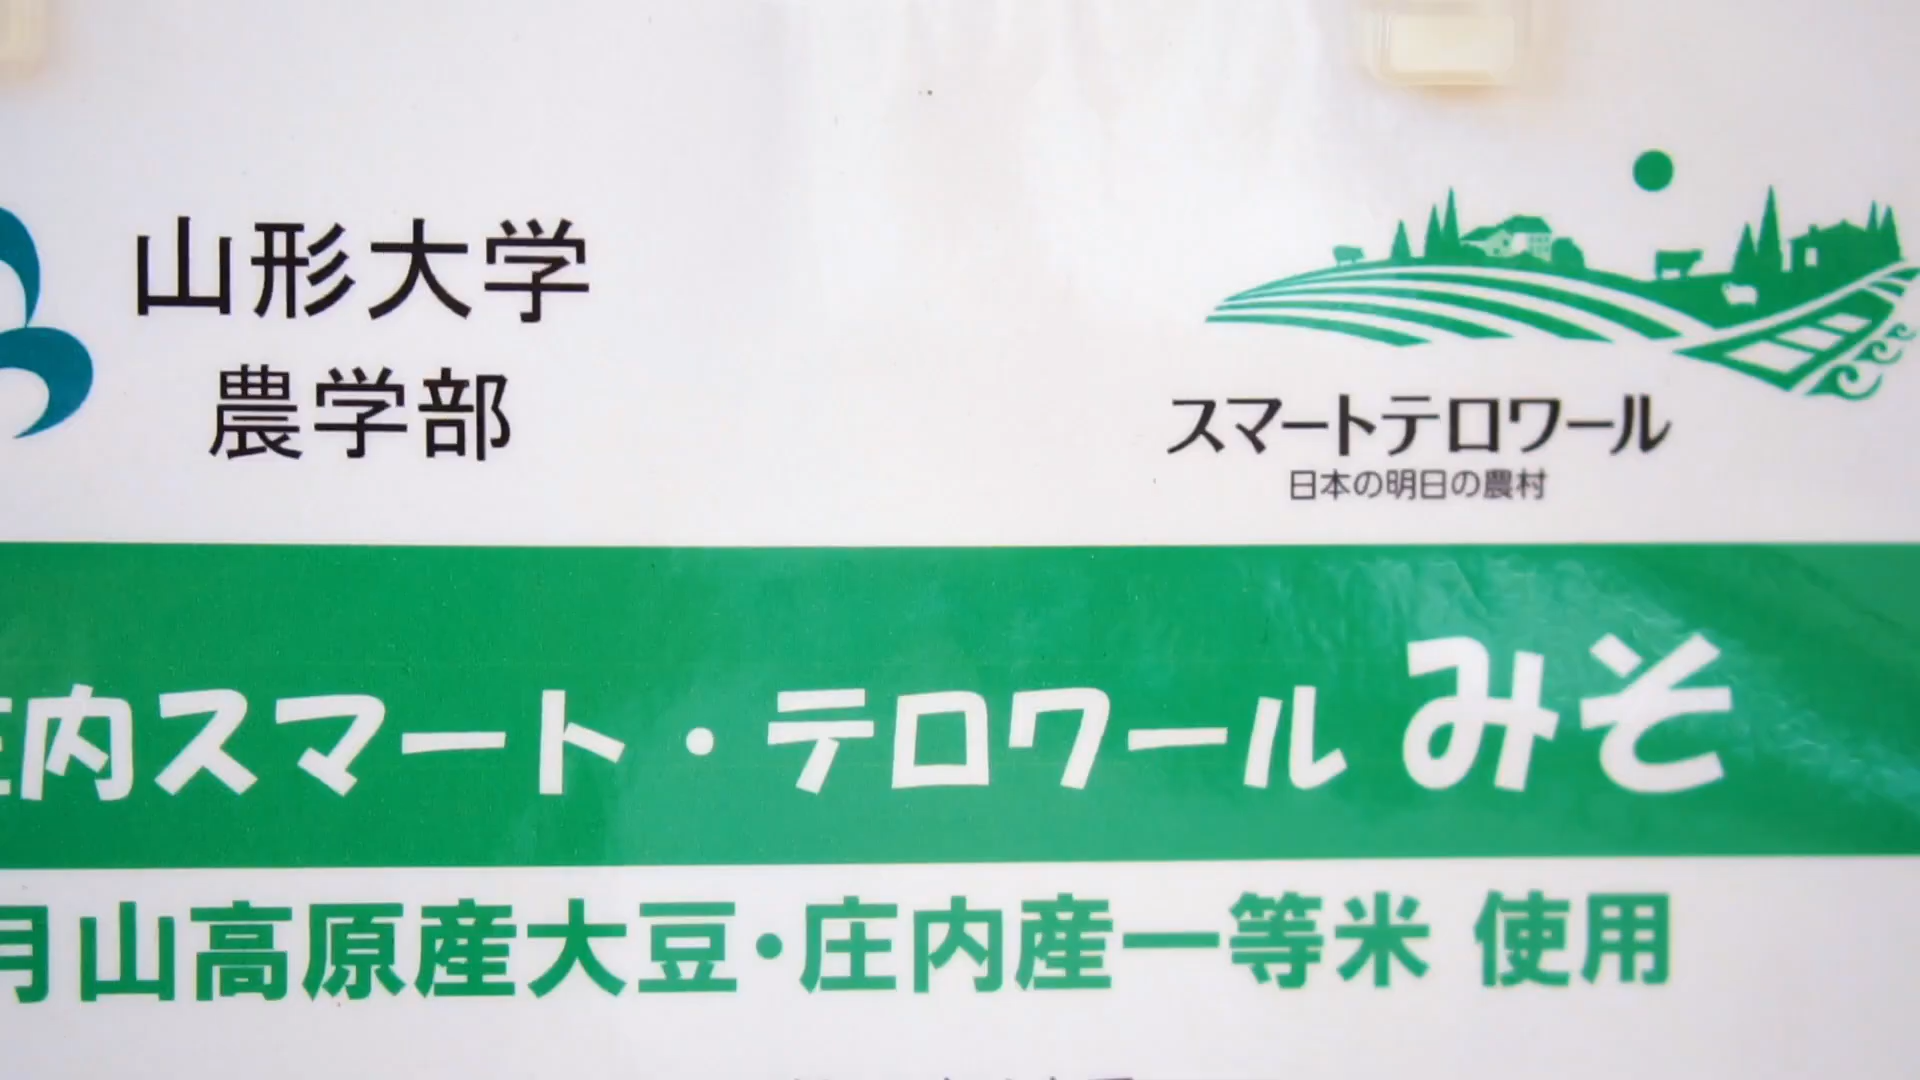 山形大学
農学部
スマートテロワール
日本の明日の農村
庄内スマート・テロワール みそ
月山高原産大豆・庄内産一等米 使用